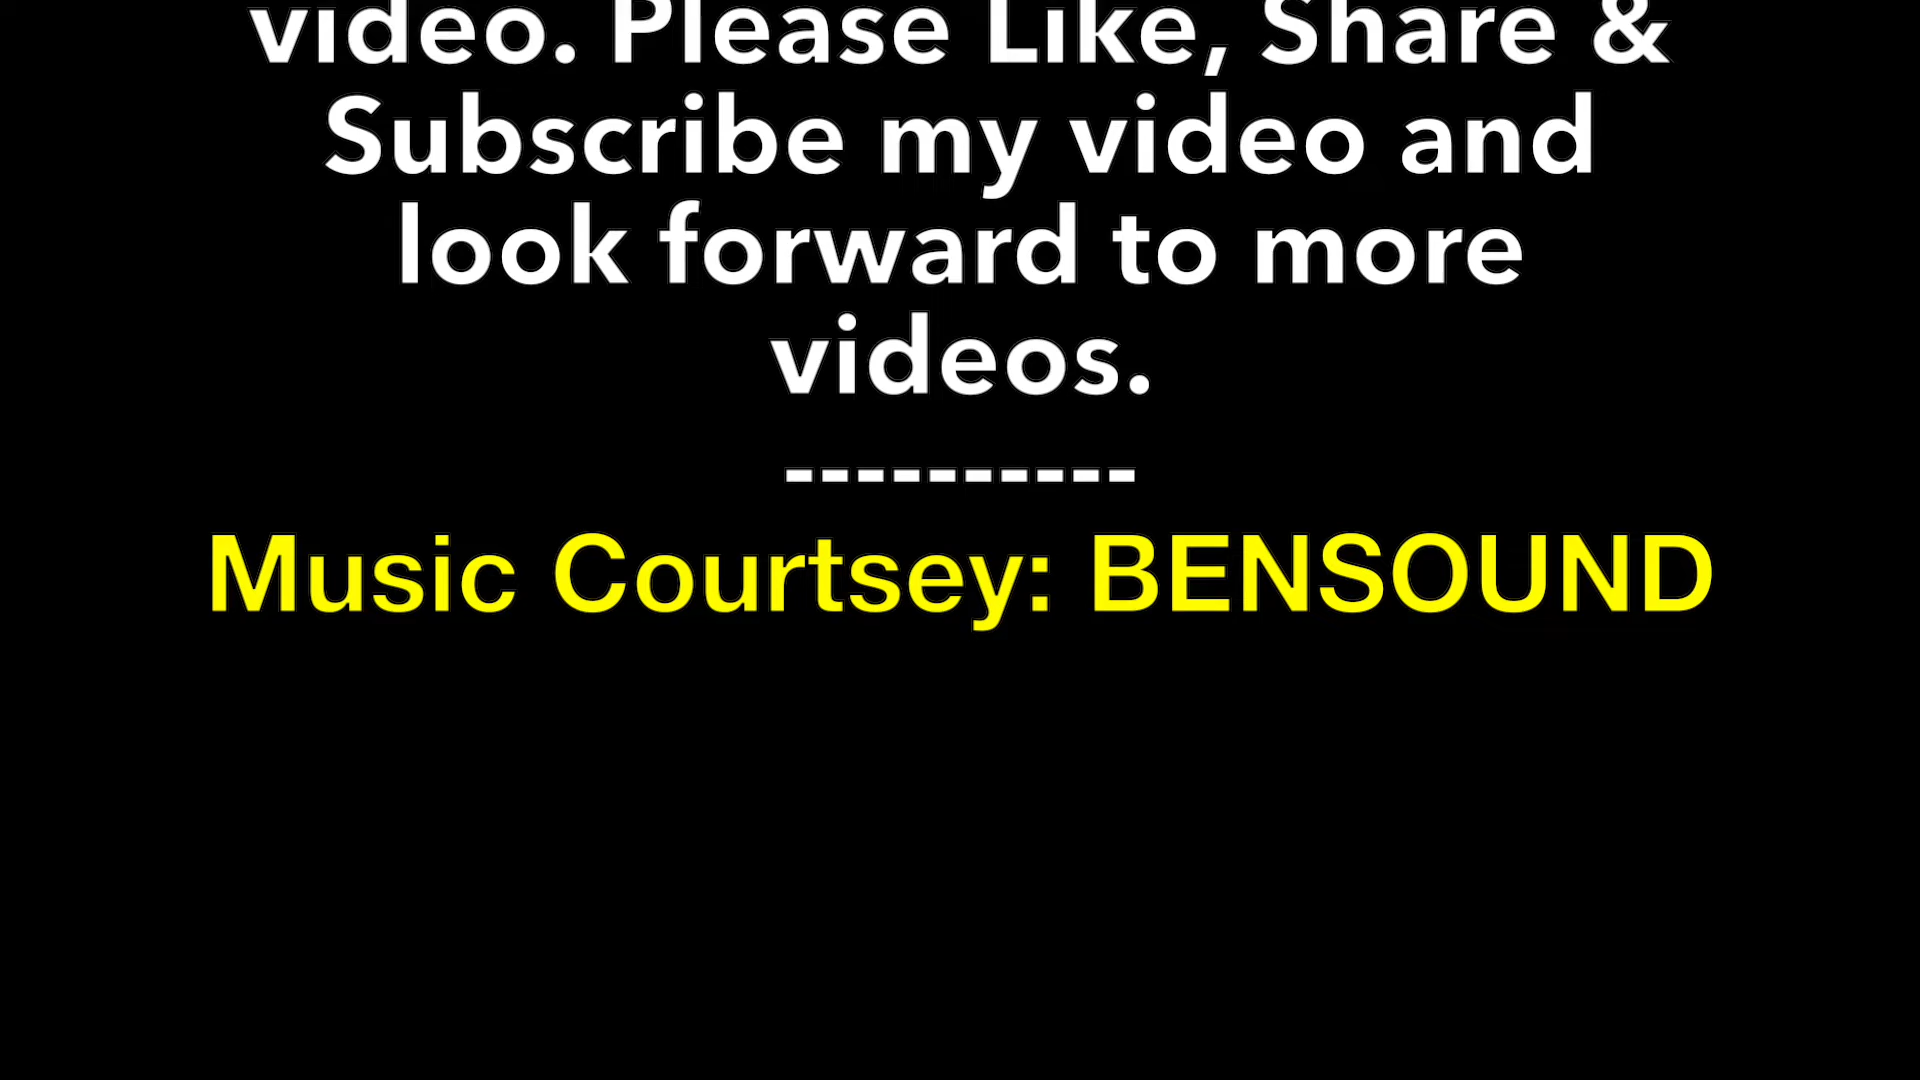 video. Please Like, Share &
Subscribe my video and
look forward to more
videos.
----------
Music Courtsey: BENSOUND